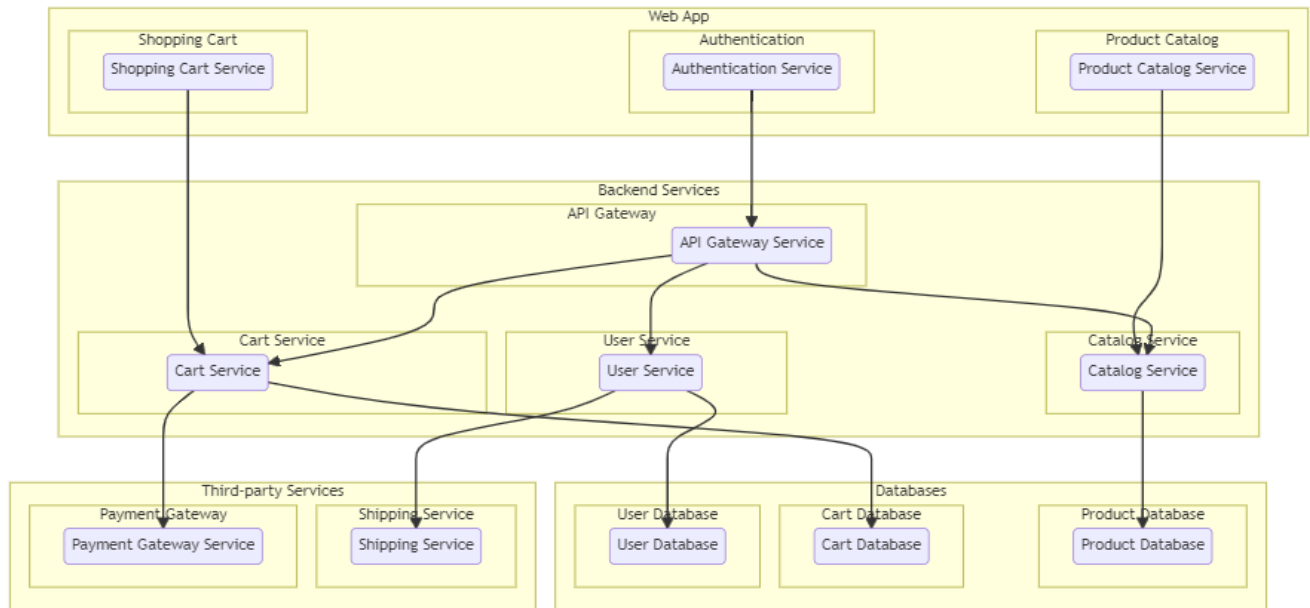 Web App
Shopping Cart
Authentication
Product Catalog
Shopping Cart Service
Authentication Service
Product Catalog Service
Backend Services
API Gateway
API Gateway Service
Cart Service
User Service
Catalog Service
Cart Service
User Service
Catalog Service
Third-party Services
Databases
Payment Gateway
Shipping Service
User Database
Cart Database
Product Database
Payment Gateway Service
Shipping Service
User Database
Cart Database
Product Database